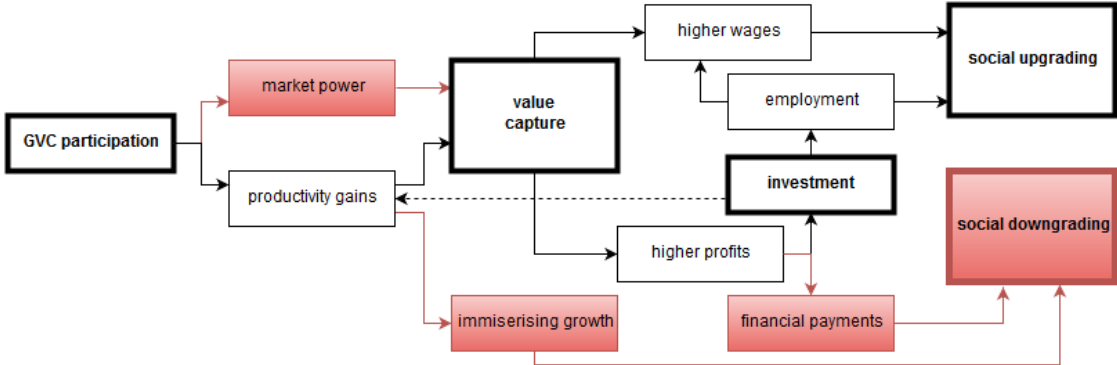 higher wages
social upgrading
market power
employment
value
capture
GVC participation
investment
productivity gains
social downgrading
higher profits
immiserising growth
financial payments